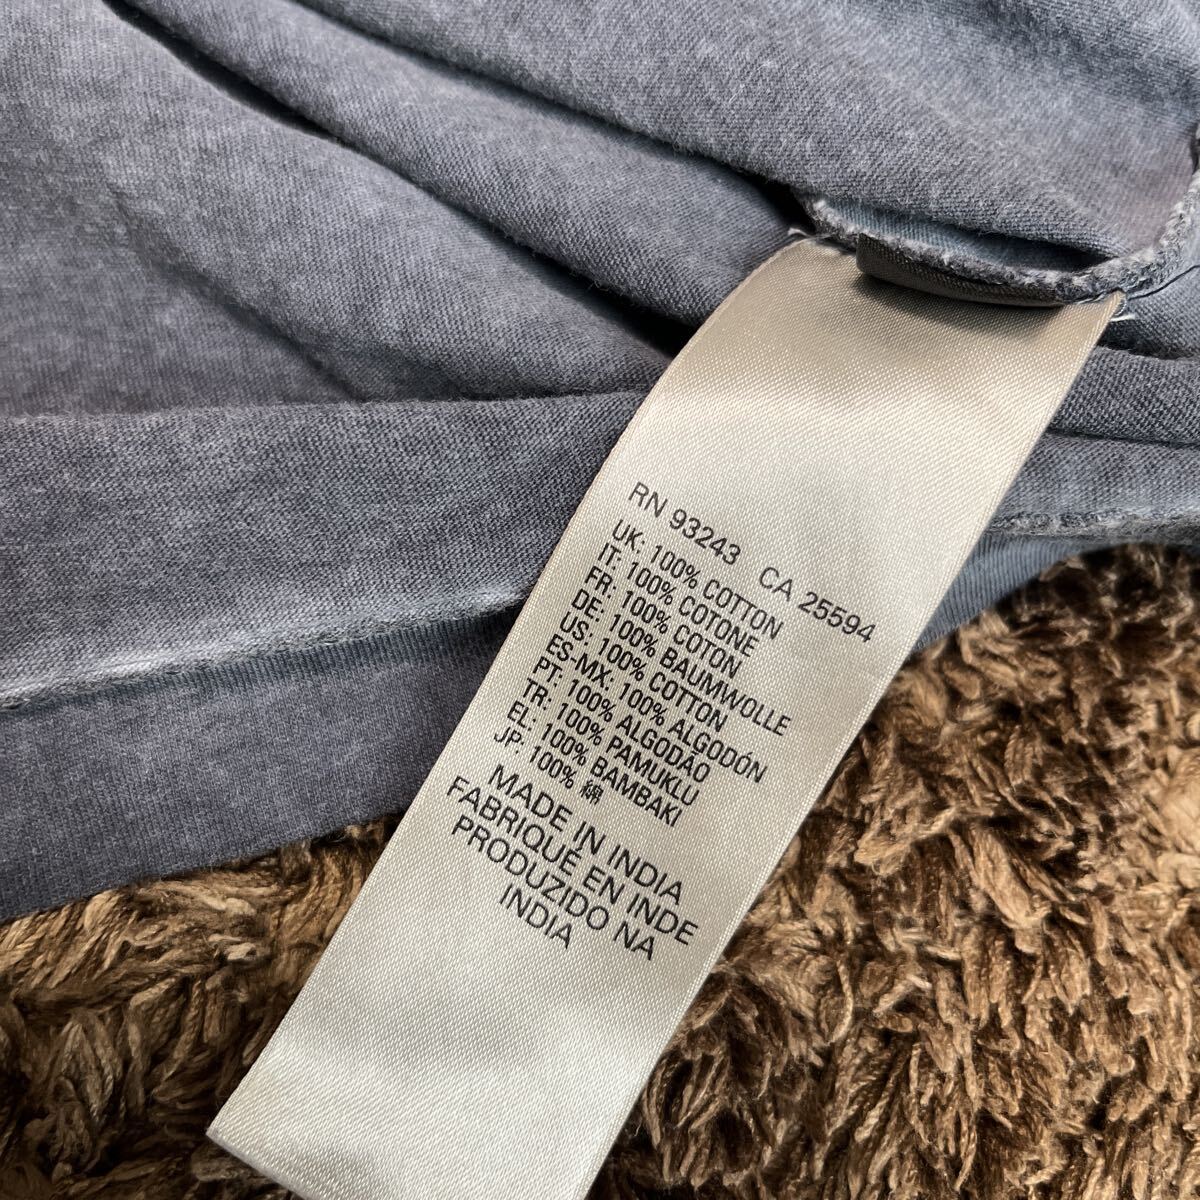 RN 93243 CA 25594
UK: 100% COTTON
IT: 100% COTONE
FR: 100% COTON
DE: 100% BAUMWOLLE
US: 100% COTTON
ES-MX. 100% ALGODÓN
PT: 100% ALGODÃO
TR: 100% PAMUKLU
EL: 100% BAMBAKI
JP: 100% 綿
MADE IN INDIA
FABRIQUÉ EN INDE
PRODUZIDO NA
INDIA